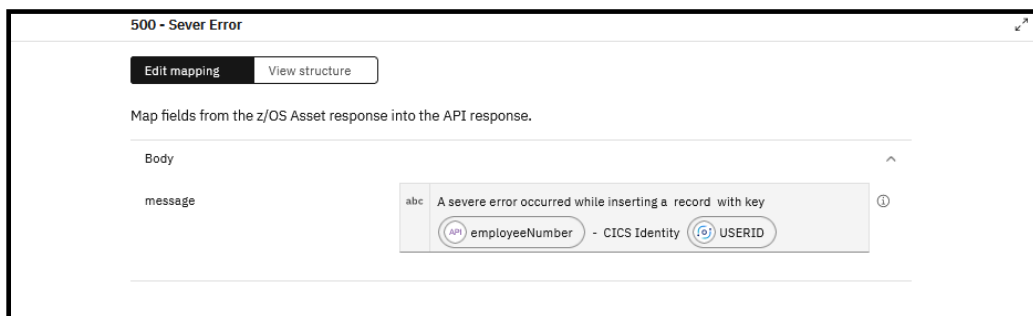 500 - Sever Error
Edit mapping View structure
Map fields from the z/OS Asset response into the API response.
Body
message abc A severe error occurred while inserting a record with key
API employeeNumber - CICS Identity USERID